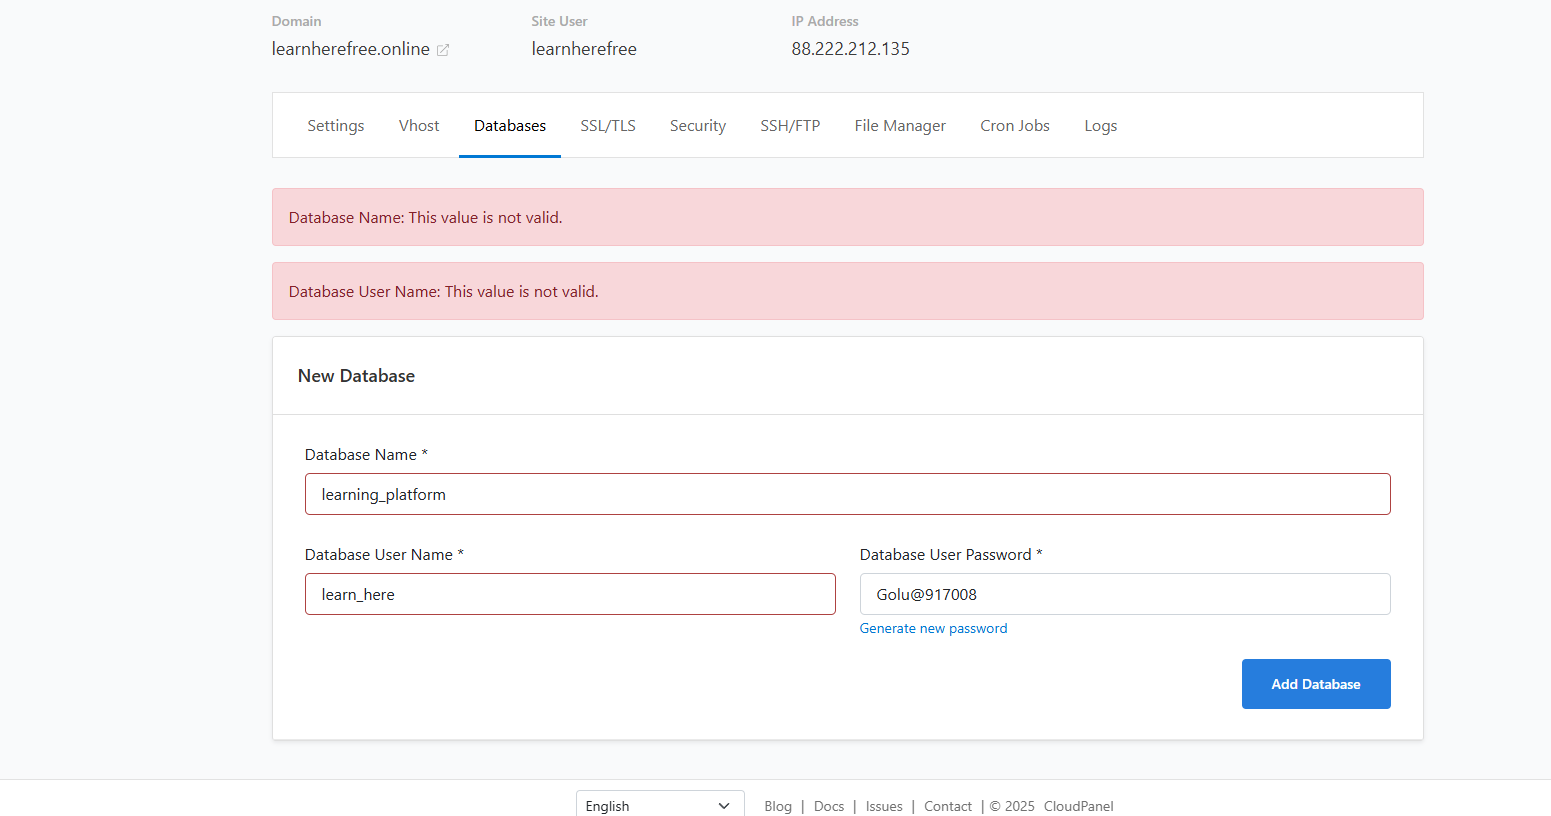 Domain
Site User
IP Address
learnherefree.online
learnherefree
88.222.212.135
Settings Vhost Databases SSL/TLS Security SSH/FTP File Manager Cron Jobs Logs
Database Name: This value is not valid.
Database User Name: This value is not valid.
New Database
Database Name *
learning_platform
Database User Name *
Database User Password *
learn_here
Golu@917008
Generate new password
Add Database
English
Blog | Docs | Issues | Contact | © 2025 CloudPanel